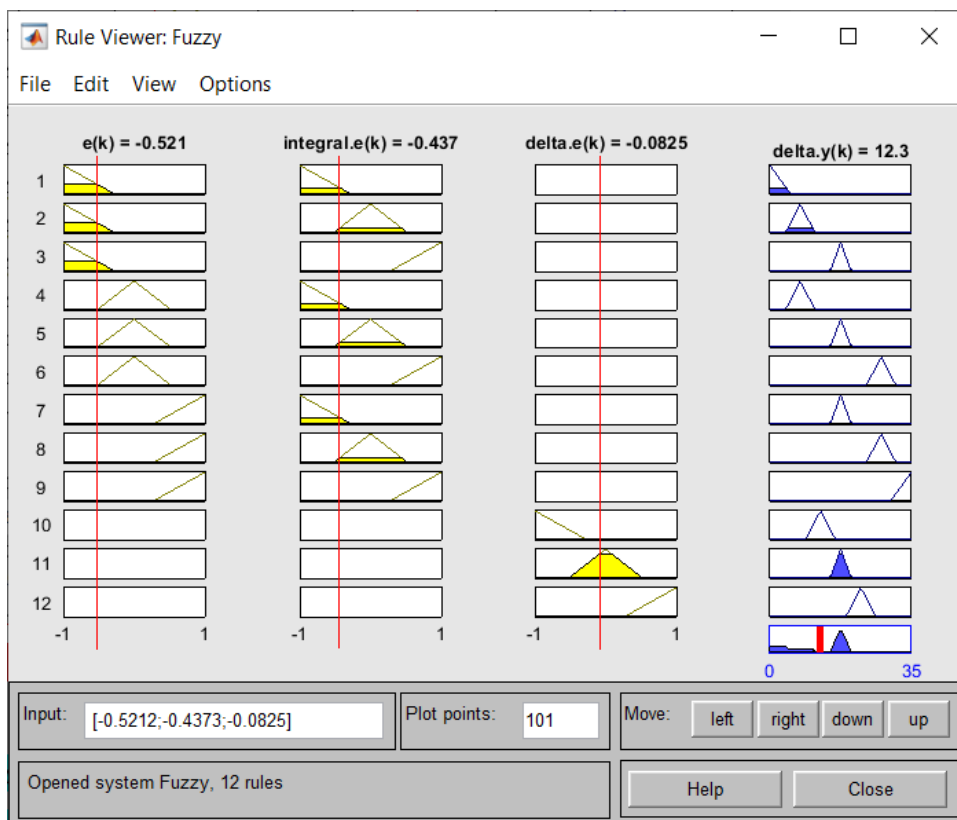 Rule Viewer: Fuzzy
File Edit View Options
e(k) = -0.521 integral.e(k) = -0.437 delta.e(k) = -0.0825 delta.y(k) = 12.3
1
2
3
4
5
6
7
8
9
10
11
12
-1 1 -1 1 -1 1
0 35
Input: [-0.5212;-0.4373;-0.0825] Plot points: 101 Move: left right down up
Opened system Fuzzy, 12 rules Help Close